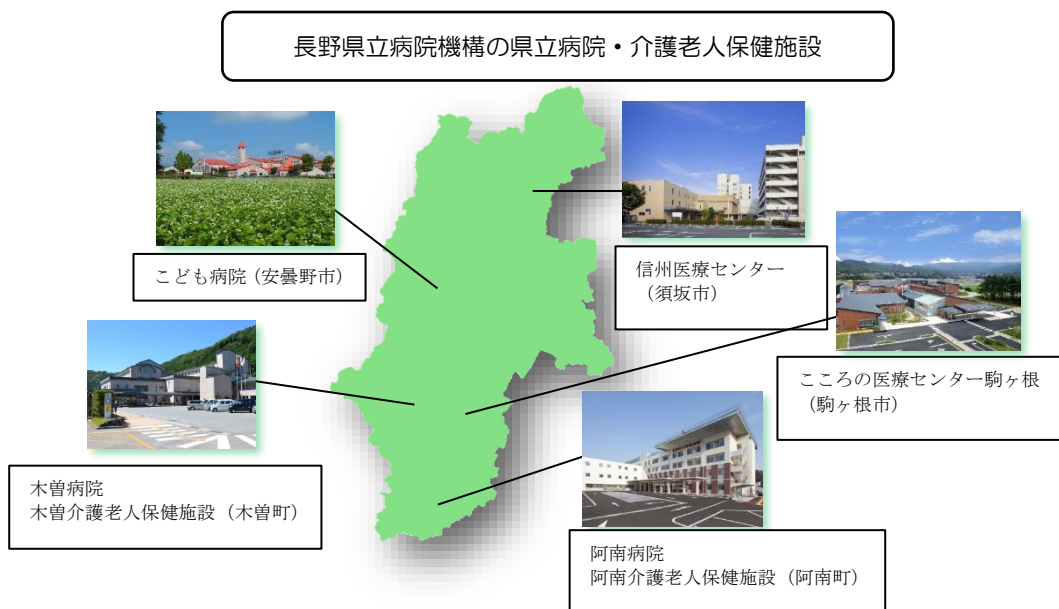 長野県立病院機構の県立病院・介護老人保健施設
こども病院（安曇野市）
信州医療センター
（須坂市）
こころの医療センター駒ヶ根
（駒ヶ根市）
木曽病院
木曽介護老人保健施設（木曽町）
阿南病院
阿南介護老人保健施設（阿南町）